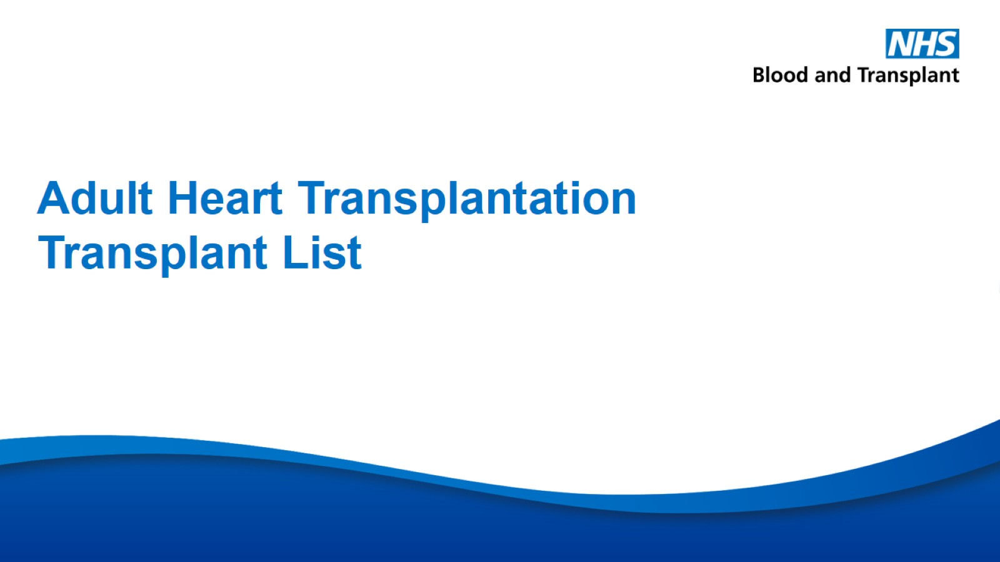 NHS
Blood and Transplant
Adult Heart Transplantation
Transplant List